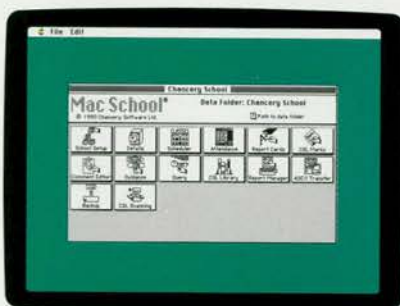 File Edit
Chancery School
Mac School®
Data Folder: Chancery School
© 1990 Chancery Software Ltd.
Path to data folder
School Setup Details Scheduler Attendance Report Cards CSL Marks
Comment Editor Guidance Query CSL Library Report Manager ASCII Transfer
Backup CSL Scanning